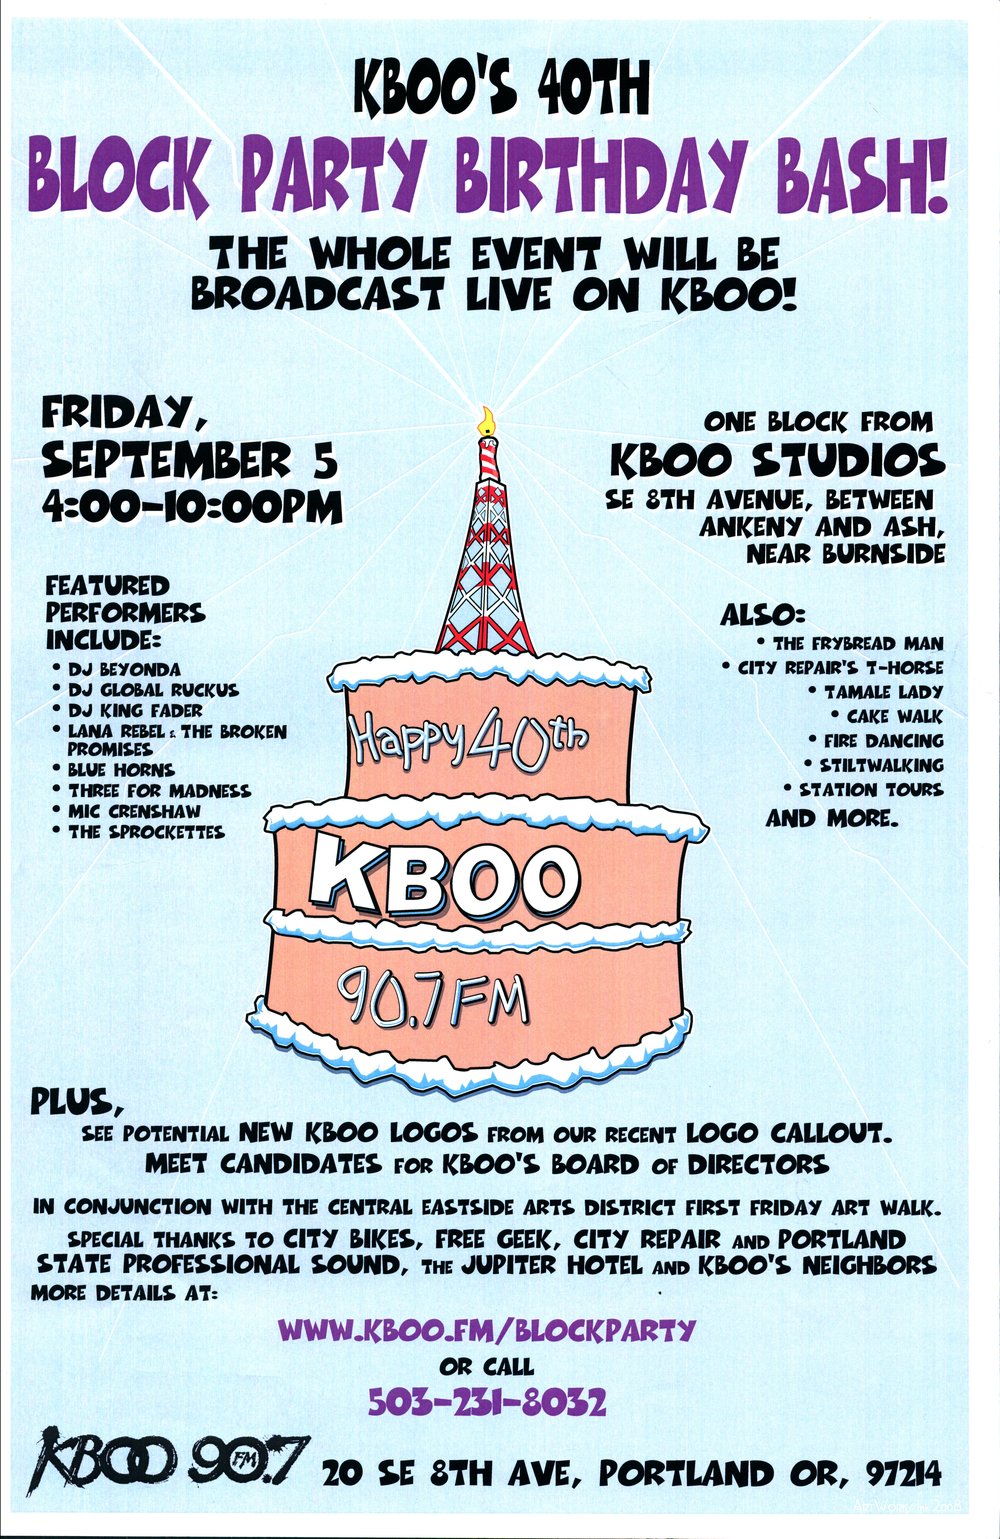 KBOO'S 40TH
BLOCK PARTY BIRTHDAY BASH!
THE WHOLE EVENT WILL BE
BROADCAST LIVE ON KBOO!
FRIDAY,
SEPTEMBER 5
4:00-10:00PM
FEATURED
PERFORMERS
INCLUDE:
• DJ BEYONDA
• DJ GLOBAL RUCKUS
• DJ KING FADER
• LANA REBEL & THE BROKEN
PROMISES
• BLUE HORNS
• THREE FOR MADNESS
• MIC CRENSHAW
• THE SPROCKETTES
ONE BLOCK FROM
KBOO STUDIOS
SE 8TH AVENUE, BETWEEN
ANKENY AND ASH,
NEAR BURNSIDE
ALSO:
• THE FRYBREAD MAN
• CITY REPAIR'S T-HORSE
• TAMALE LADY
• CAKE WALK
• FIRE DANCING
• STILTWALKING
• STATION TOURS
AND MORE.
Happy 40th
KBOO
90.7 FM
PLUS,
SEE POTENTIAL NEW KBOO LOGOS FROM OUR RECENT LOGO CALLOUT.
MEET CANDIDATES FOR KBOO'S BOARD OF DIRECTORS
IN CONJUNCTION WITH THE CENTRAL EASTSIDE ARTS DISTRICT FIRST FRIDAY ART WALK.
SPECIAL THANKS TO CITY BIKES, FREE GEEK, CITY REPAIR AND PORTLAND
STATE PROFESSIONAL SOUND, THE JUPITER HOTEL AND KBOO'S NEIGHBORS
MORE DETAILS AT:
WWW.KBOO.FM/BLOCKPARTY
OR CALL
503-231-8032
KBOO 90.7 FM
20 SE 8TH AVE, PORTLAND OR, 97214
2008